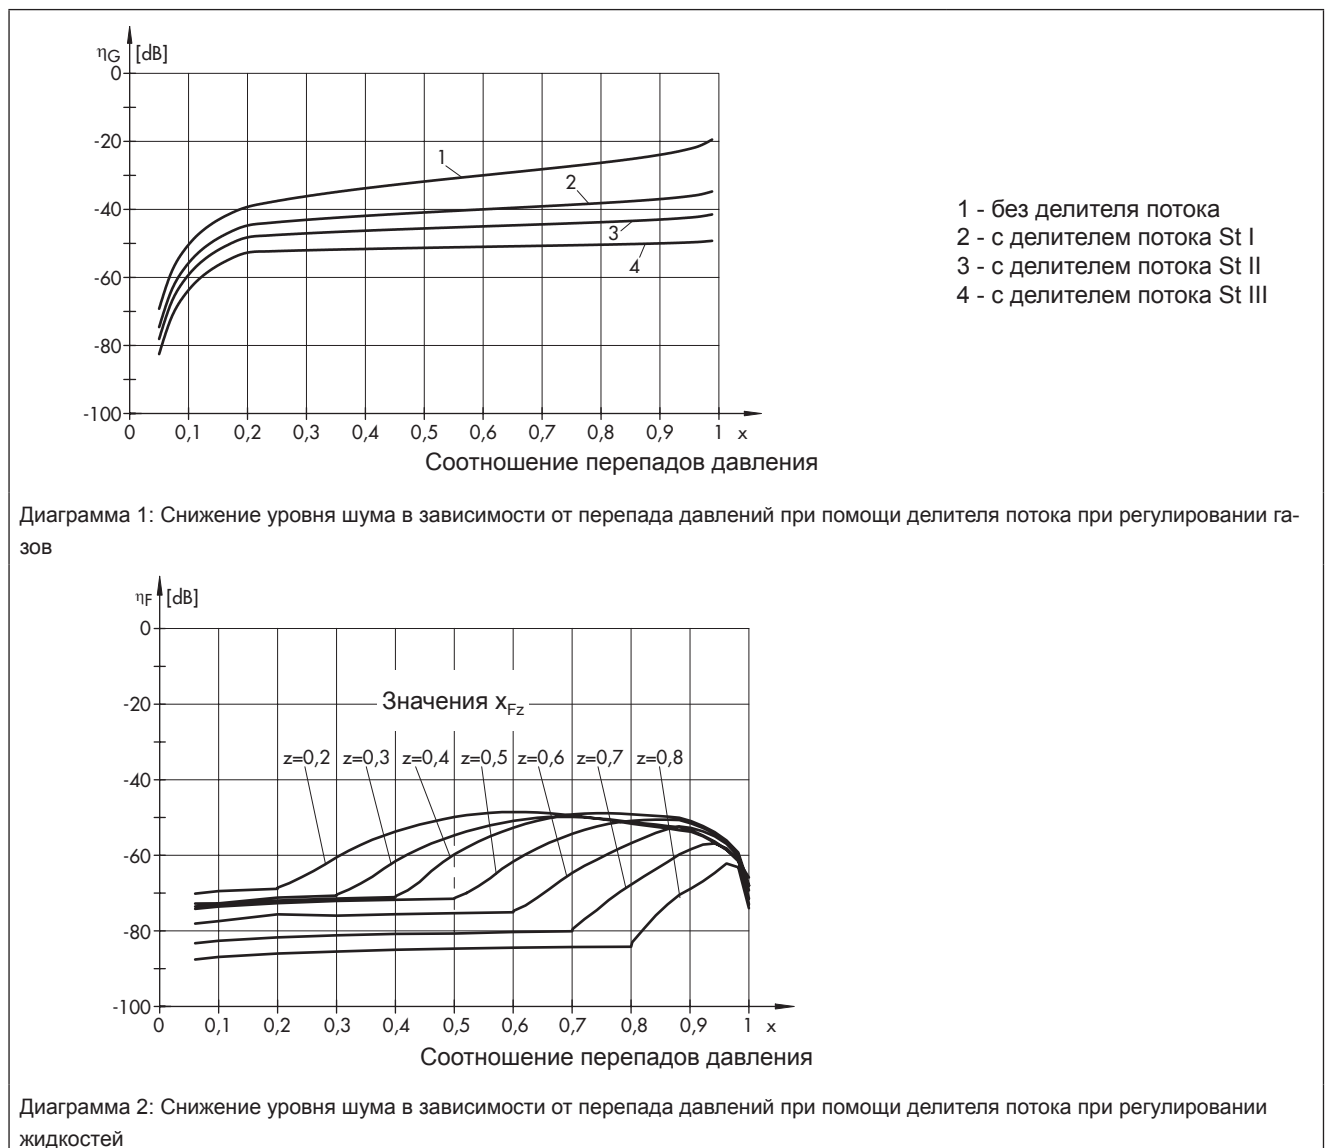 ηG [dB]
0
-20
-40
-60
-80
-100
1
2
3
4
0 0,1 0,2 0,3 0,4 0,5 0,6 0,7 0,8 0,9 1 x
Соотношение перепадов давления
1 - без делителя потока
2 - с делителем потока St I
3 - с делителем потока St II
4 - с делителем потока St III
Диаграмма 1: Снижение уровня шума в зависимости от перепада давлений при помощи делителя потока при регулировании га-
зов
ηF [dB]
0
-20
-40
-60
-80
-100
Значения xFz
z=0,2 z=0,3 z=0,4 z=0,5 z=0,6 z=0,7 z=0,8
0 0,1 0,2 0,3 0,4 0,5 0,6 0,7 0,8 0,9 1 x
Соотношение перепадов давления
Диаграмма 2: Снижение уровня шума в зависимости от перепада давлений при помощи делителя потока при регулировании
жидкостей